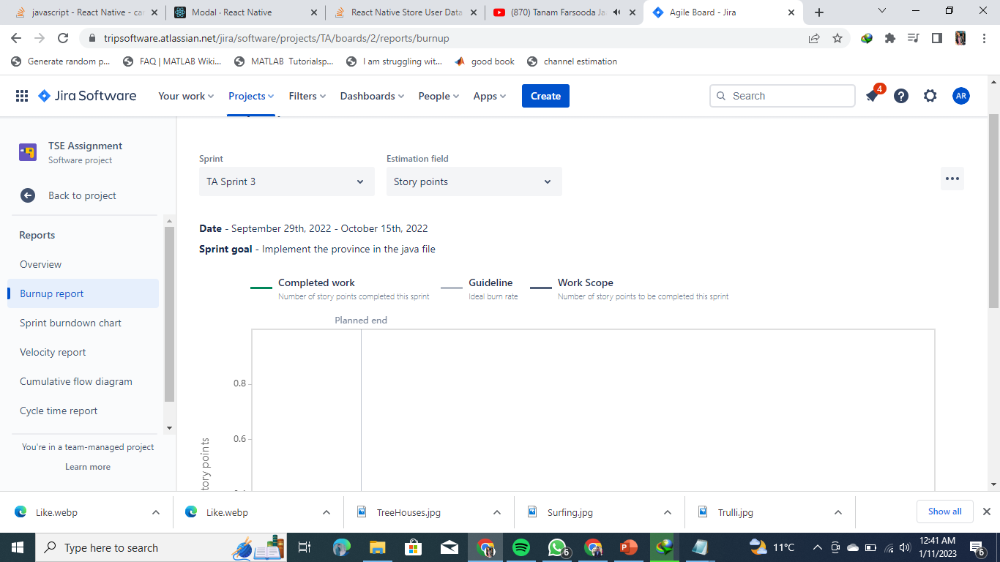 javascript - React Native - ca
Modal · React Native
React Native Store User Data
(870) Tanam Farsooda Ja
Agile Board - Jira
tripsoftware.atlassian.net/jira/software/projects/TA/boards/2/reports/burnup
Generate random p...
FAQ | MATLAB Wiki...
MATLAB Tutorialsp...
I am struggling wit...
good book
channel estimation
Jira Software
Your work
Projects
Filters
Dashboards
People
Apps
Create
Search
4
AR
TSE Assignment
Software project
Back to project
Reports
Overview
Burnup report
Sprint burndown chart
Velocity report
Cumulative flow diagram
Cycle time report
You're in a team-managed project
Learn more
Sprint
Estimation field
TA Sprint 3
Story points
Date - September 29th, 2022 - October 15th, 2022
Sprint goal - Implement the province in the java file
Completed work
Number of story points completed this sprint
Guideline
Ideal burn rate
Work Scope
Number of story points to be completed this sprint
Planned end
0.8
0.6
tory points
Like.webp
Like.webp
TreeHouses.jpg
Surfing.jpg
Trulli.jpg
Show all
Type here to search
6
11°C
12:41 AM
1/11/2023
6